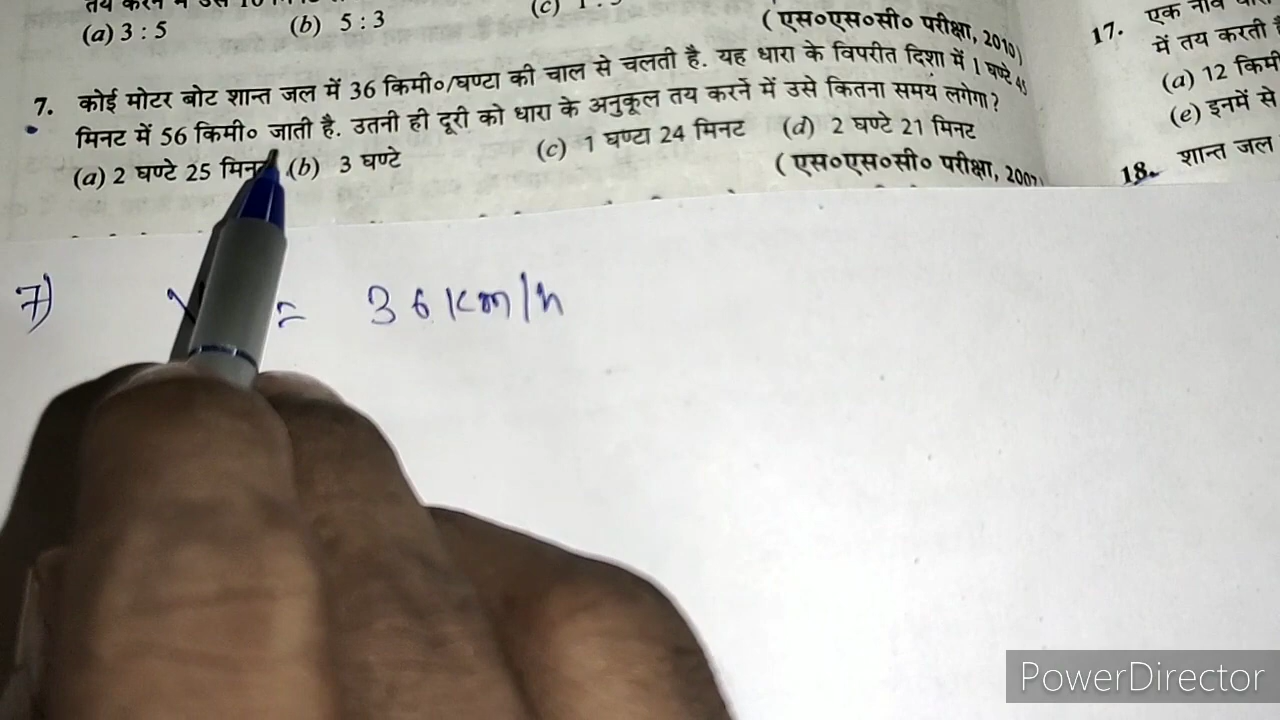 (a) 3 : 5 (b) 5 : 3
(एस०एस०सी० परीक्षा, 2010)
7. कोई मोटर बोट शान्त जल में 36 किमी०/घण्टा की चाल से चलती है. यह धारा के विपरीत दिशा में 1 घण्टे 45
मिनट में 56 किमी० जाती है. उतनी ही दूरी को धारा के अनुकूल तय करने में उसे कितना समय लगेगा?
(a) 2 घण्टे 25 मिनट (b) 3 घण्टे (c) 1 घण्टा 24 मिनट (d) 2 घण्टे 21 मिनट
(एस०एस०सी० परीक्षा, 2007)
17. एक नाव
में तय करती
(a) 12 किमी
(e) इनमें से
18. शान्त जल
7) = 36 km/h
PowerDirector